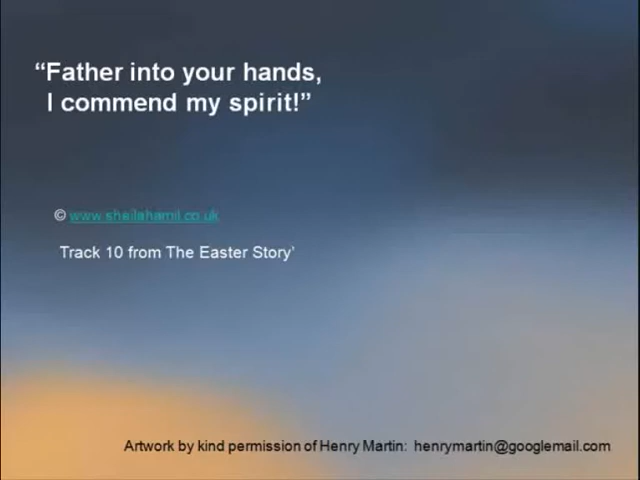 “Father into your hands,
I commend my spirit!”
© www.sheilahamil.co.uk
Track 10 from The Easter Story’
Artwork by kind permission of Henry Martin: henrymartin@googlemail.com